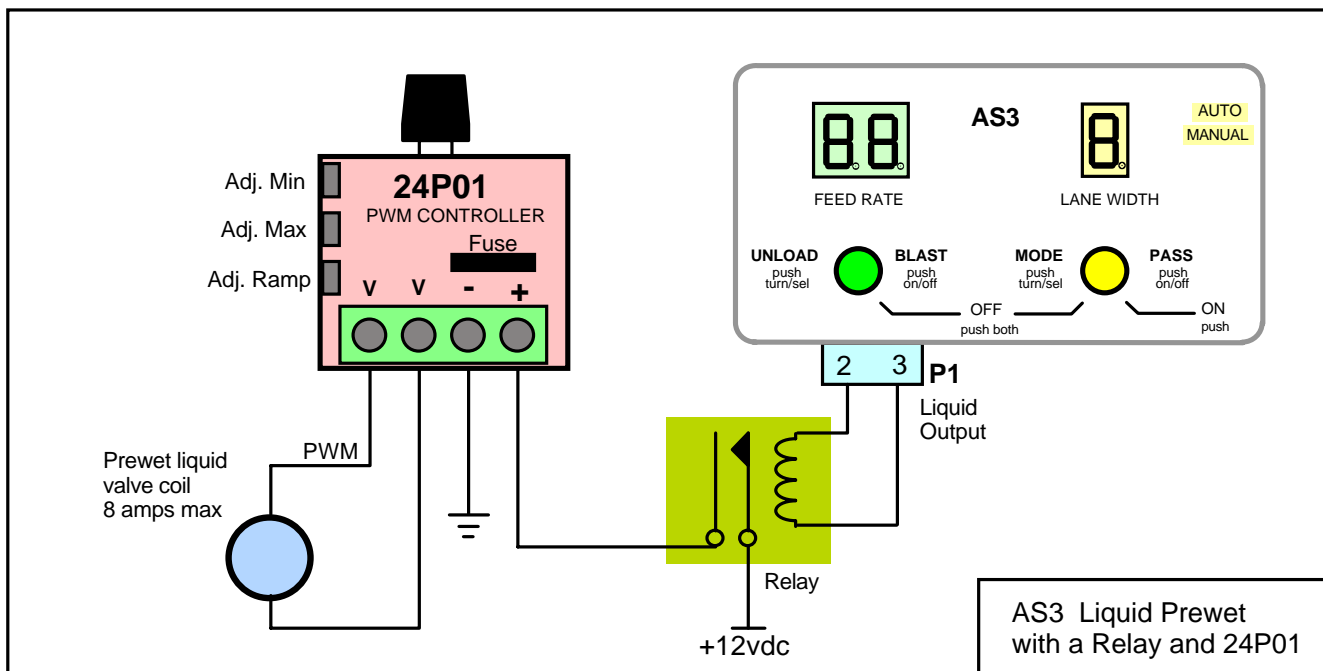 24P01
PWM CONTROLLER
Fuse
Adj. Min
Adj. Max
Adj. Ramp
V V - +
PWM
Prewet liquid
valve coil
8 amps max
AS3
8.8.
8.
AUTO
MANUAL
FEED RATE
LANE WIDTH
UNLOAD
push
turn/sel
BLAST
push
on/off
MODE
push
turn/sel
PASS
push
on/off
OFF
push both
ON
push
2 3
P1
Liquid
Output
Relay
+12vdc
AS3 Liquid Prewet
with a Relay and 24P01